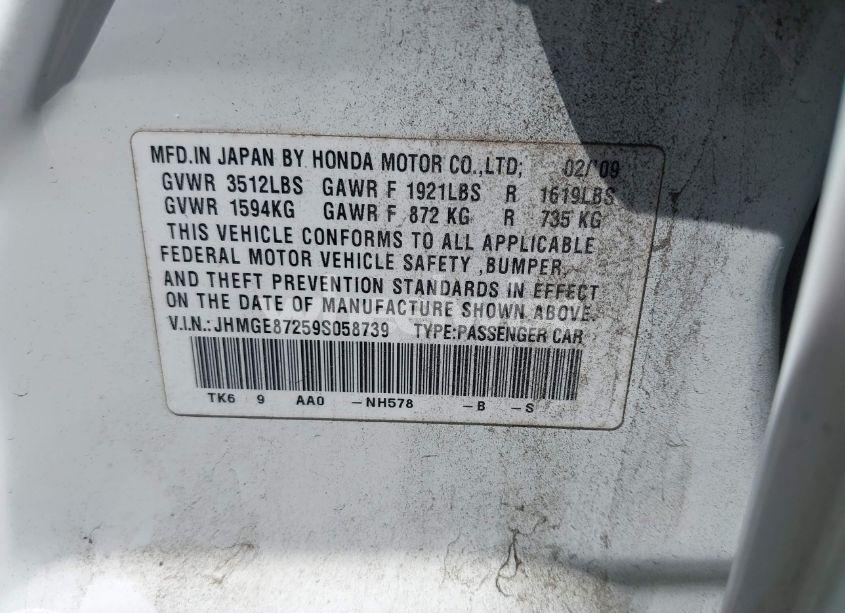 MFD.IN JAPAN BY HONDA MOTOR CO.,LTD; 02/09
GVWR 3512LBS GAWR F 1921LBS R 1619LBS
GVWR 1594KG GAWR F 872 KG R 735 KG
THIS VEHICLE CONFORMS TO ALL APPLICABLE
FEDERAL MOTOR VEHICLE SAFETY ,BUMPER,
AND THEFT PREVENTION STANDARDS IN EFFECT
ON THE DATE OF MANUFACTURE SHOWN ABOVE.
V.I.N.:JHMGE87259S058739 TYPE:PASSENGER CAR
TK6 9 AA0 -NH578 -B -S